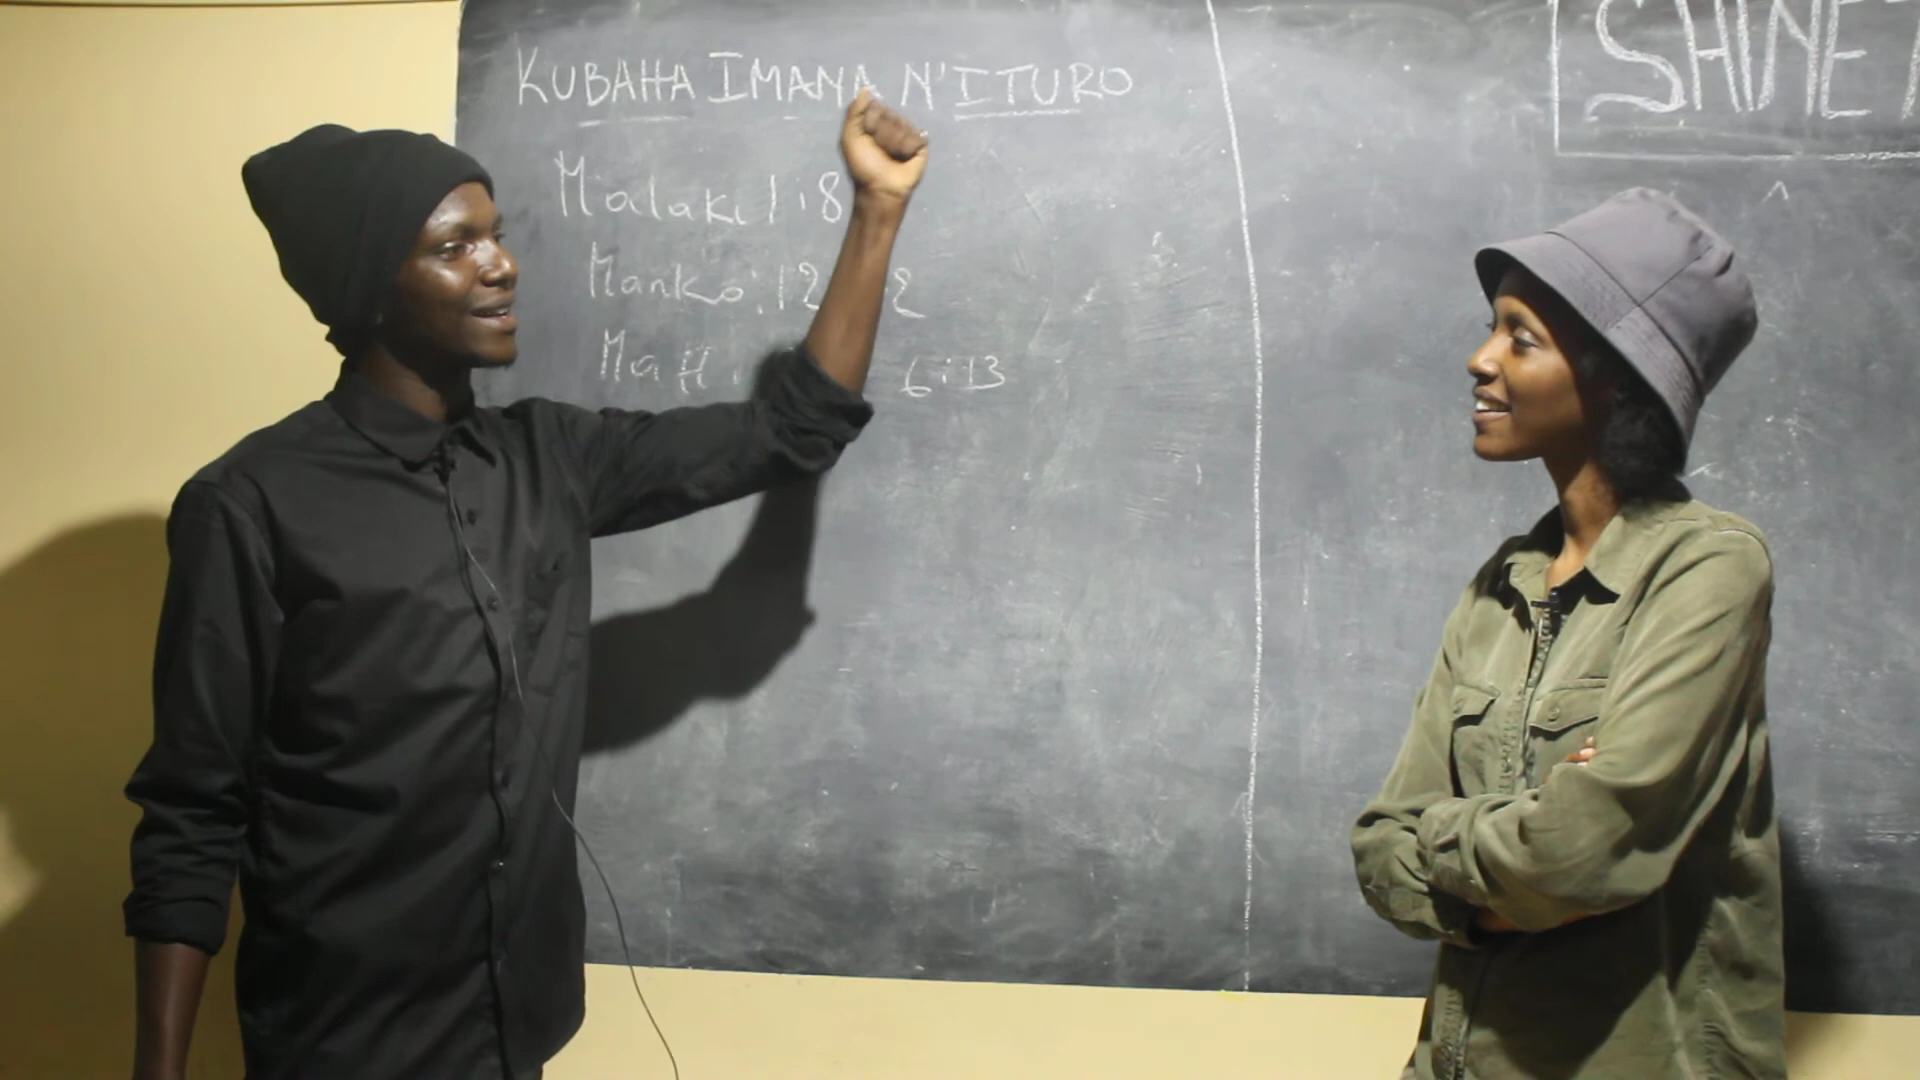 KUBAHA IMANA N'ITURO
Malaki 1:8
Mariko: 12
6:13
SHINE